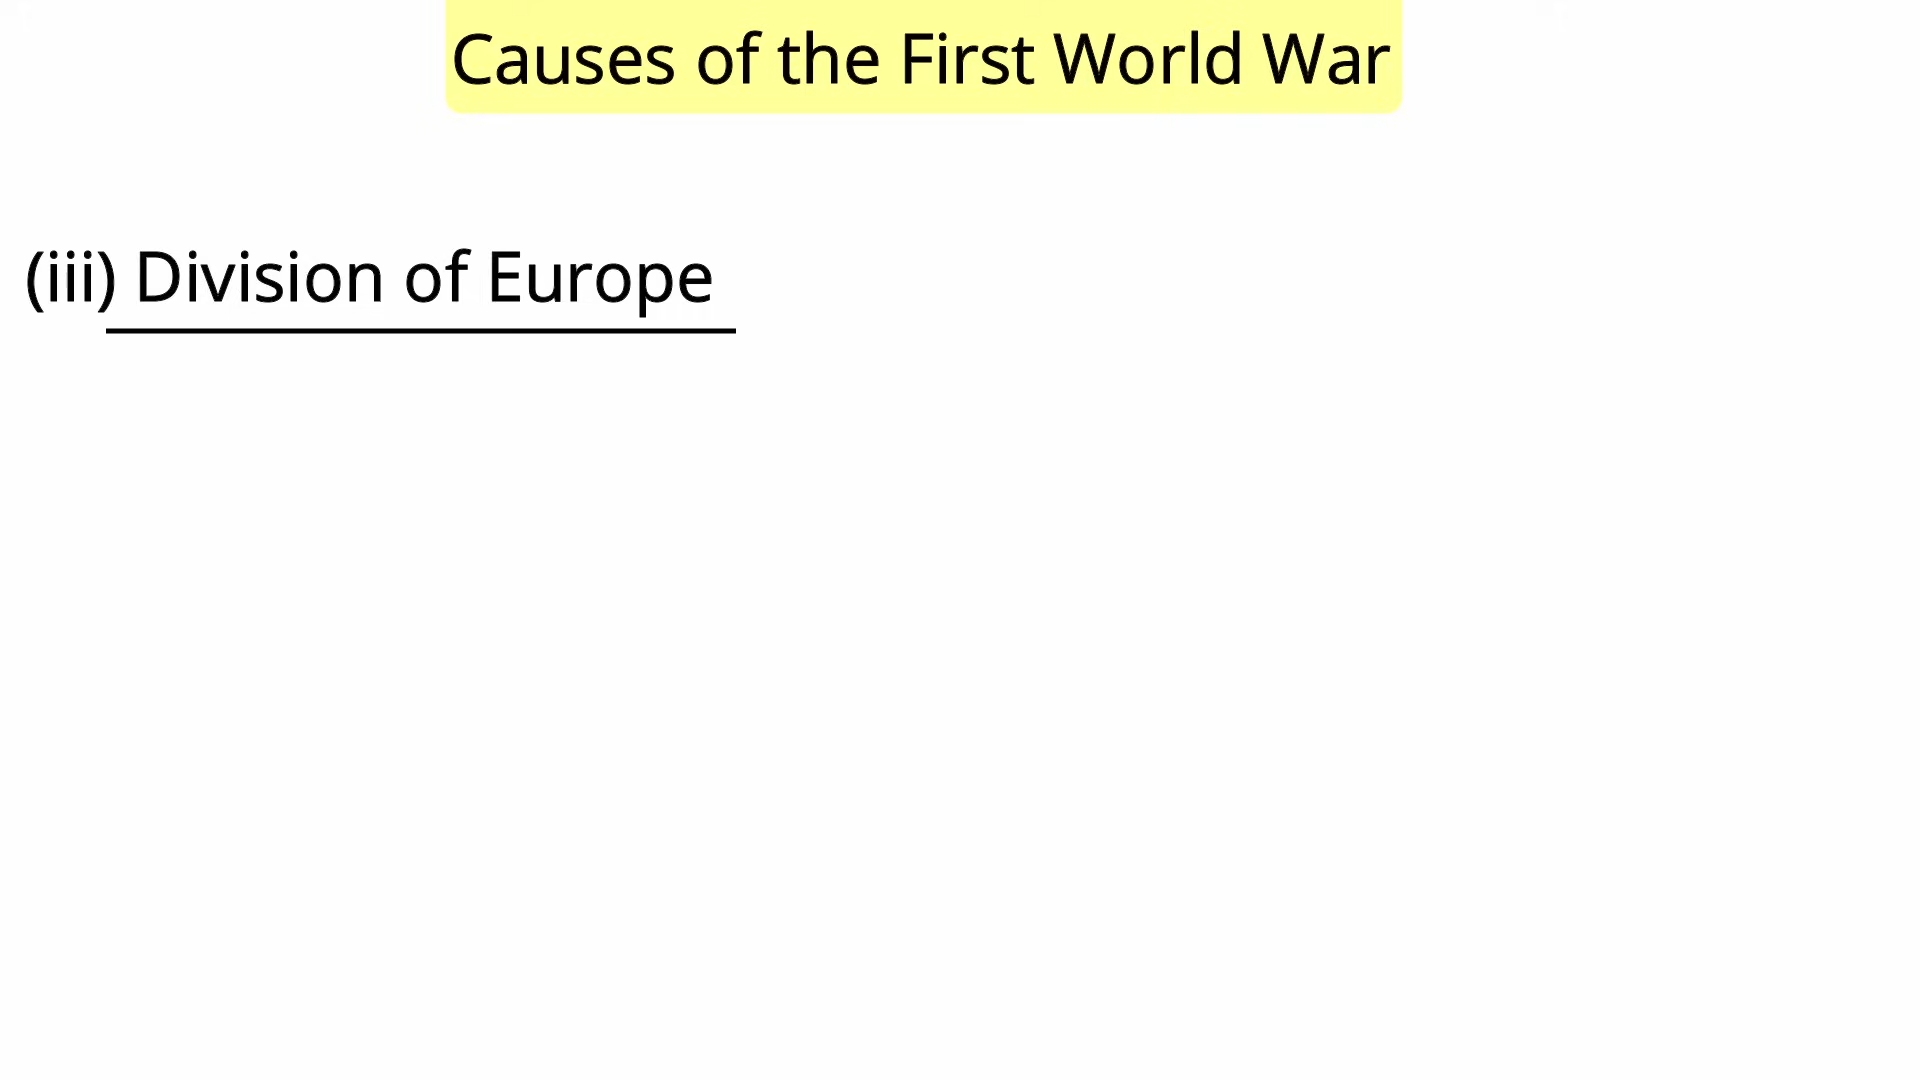 Causes of the First World War
(iii) Division of Europe